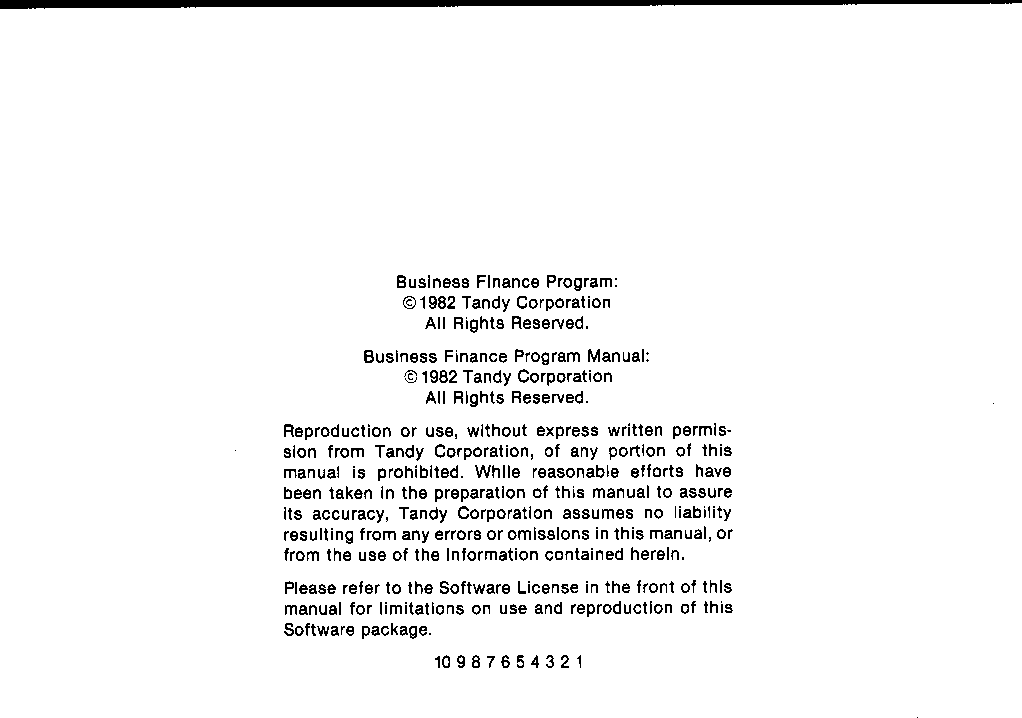 Business Finance Program:
©1982 Tandy Corporation
All Rights Reserved.
Business Finance Program Manual:
©1982 Tandy Corporation
All Rights Reserved.
Reproduction or use, without express written permis-
sion from Tandy Corporation, of any portion of this
manual is prohibited. While reasonable efforts have
been taken in the preparation of this manual to assure
its accuracy, Tandy Corporation assumes no liability
resulting from any errors or omissions in this manual, or
from the use of the information contained herein.
Please refer to the Software License in the front of this
manual for limitations on use and reproduction of this
Software package.
10 9 8 7 6 5 4 3 2 1